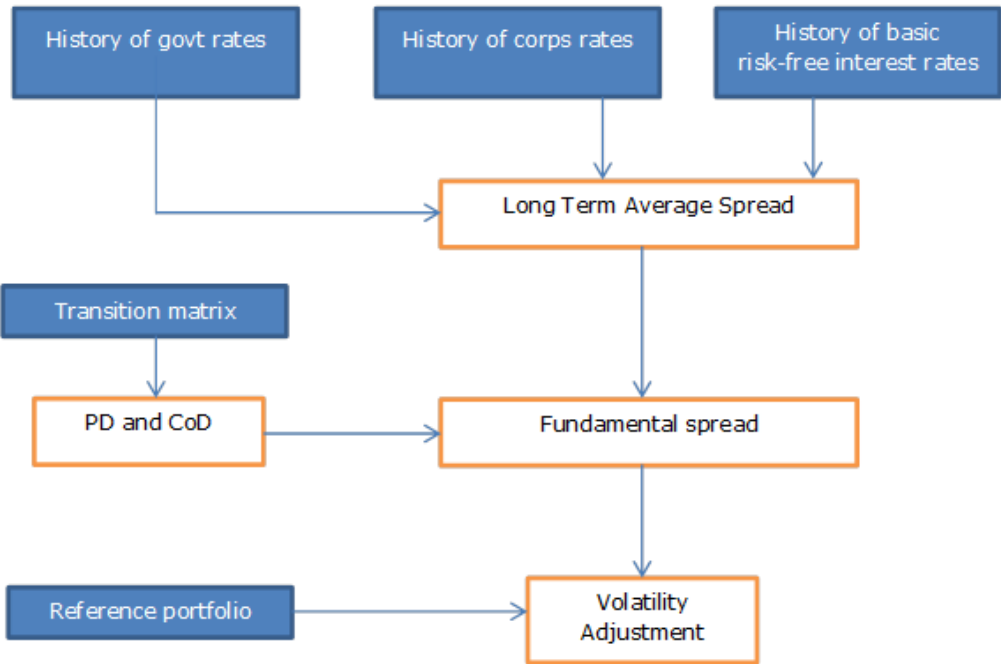 History of govt rates
History of corps rates
History of basic
risk-free interest rates
Long Term Average Spread
Transition matrix
PD and CoD
Fundamental spread
Reference portfolio
Volatility
Adjustment